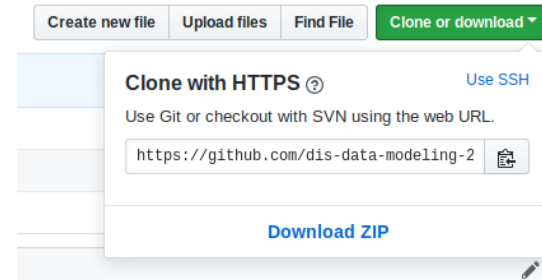 Create new file Upload files Find File Clone or download
Clone with HTTPS ? Use SSH
Use Git or checkout with SVN using the web URL.
https://github.com/dis-data-modeling-2
Download ZIP